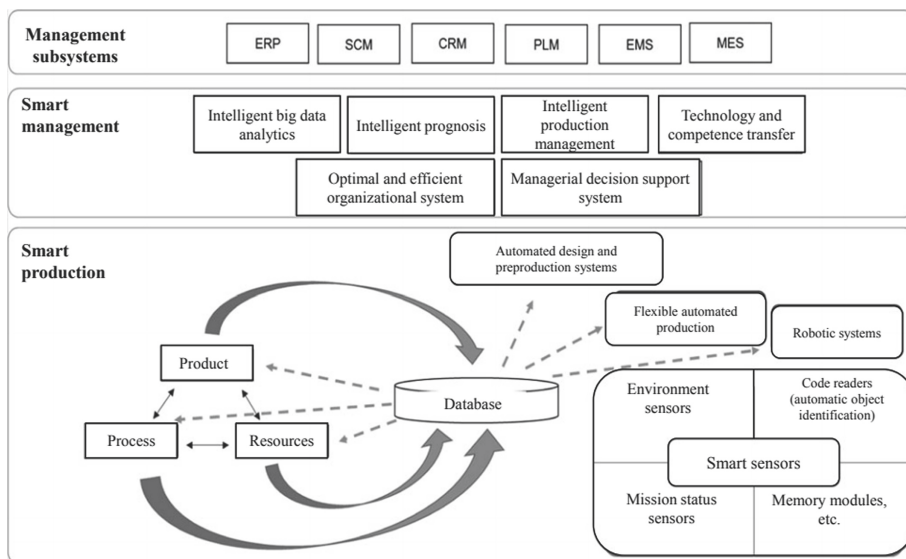 Management
subsystems
ERP
SCM
CRM
PLM
EMS
MES
Smart
management
Intelligent big data
analytics
Intelligent prognosis
Intelligent
production
management
Technology and
competence transfer
Optimal and efficient
organizational system
Managerial decision support
system
Smart
production
Automated design and
preproduction systems
Flexible automated
production
Robotic systems
Product
Process
Resources
Database
Environment
sensors
Code readers
(automatic object
identification)
Smart sensors
Mission status
sensors
Memory modules,
etc.